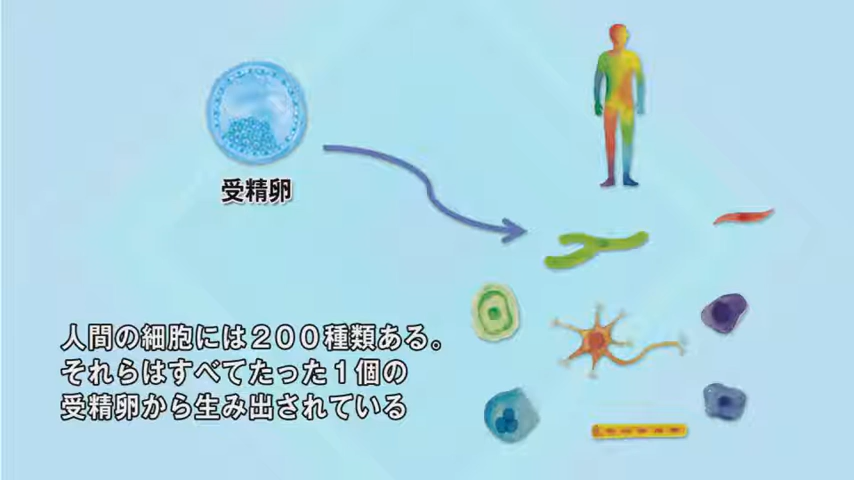 受精卵
人間の細胞には２００種類ある。
それらはすべてたった１個の
受精卵から生み出されている